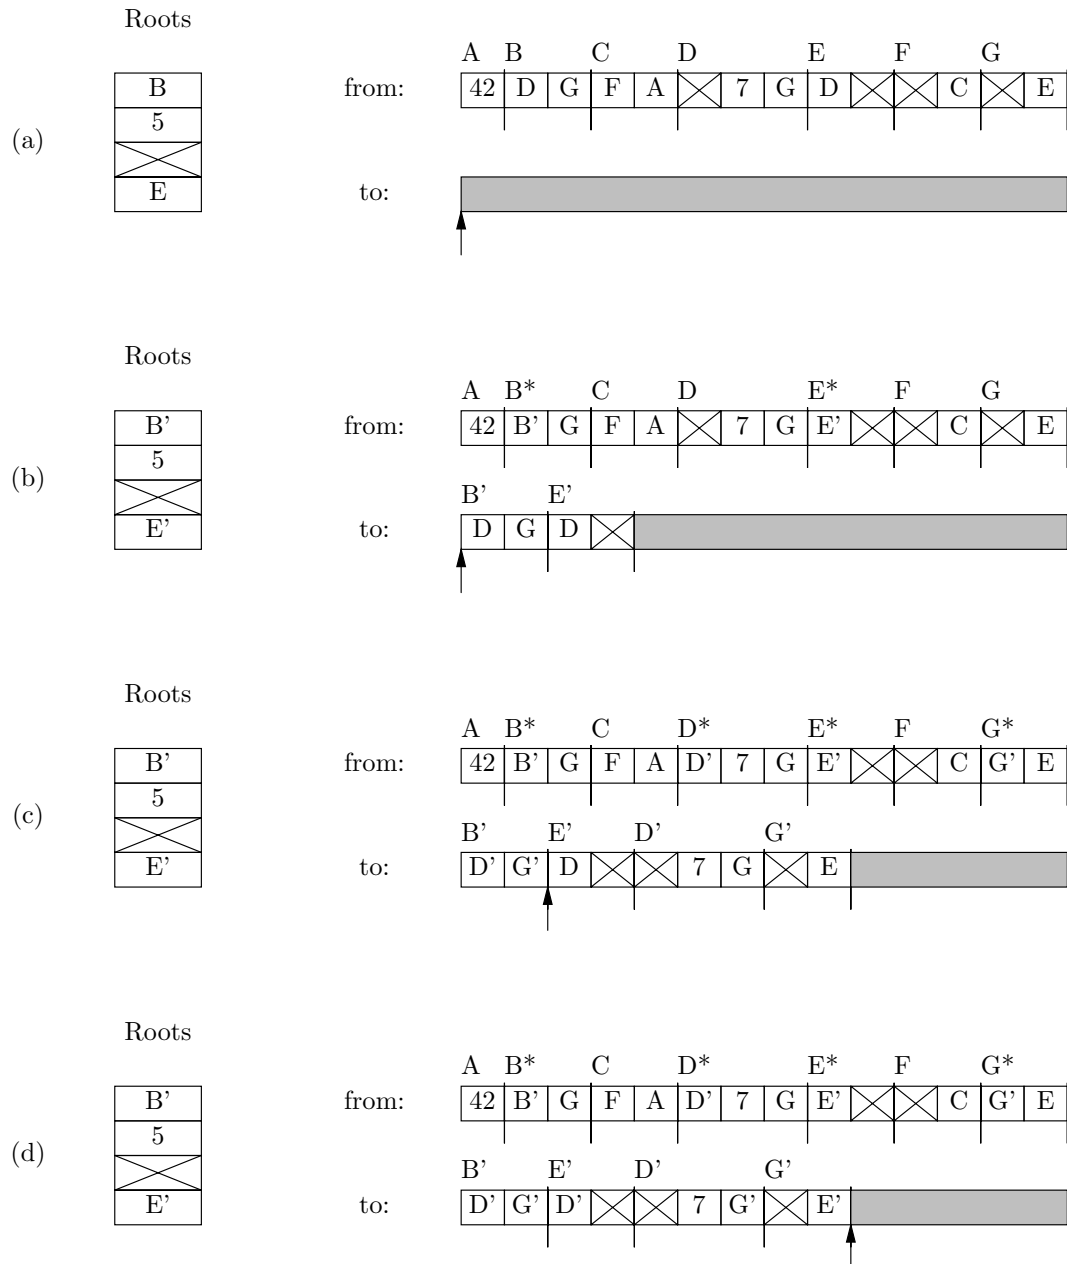 Roots
A B C D E F G
B from: 42 D G F A 7 G D C E
5
(a)
E to:
Roots
A B* C D E* F G
B' from: 42 B' G F A 7 G E' C E
5
(b)
B' E'
E' to: D G D
Roots
A B* C D* E* F G*
B' from: 42 B' G F A D' 7 G E' C G' E
5
(c)
B' E' D' G'
E' to: D' G' D 7 G E
Roots
A B* C D* E* F G*
B' from: 42 B' G F A D' 7 G E' C G' E
5
(d)
B' E' D' G'
E' to: D' G' D' 7 G' E'